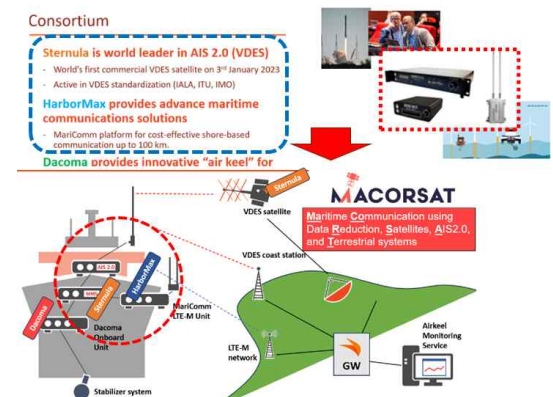 Consortium
Sternula is world leader in AIS 2.0 (VDES)
- World's first commercial VDES satellite on 3rd January 2023
- Active in VDES standardization (IALA, ITU, IMO)
HarborMax provides advance maritime
communications solutions
- MariComm platform for cost-effective shore-based
communication up to 100 km.
Dacoma provides innovative "air keel" for
Sternula
VDES satellite
MACORSAT
Maritime Communication using
Data Reduction, Satellites, AIS2.0,
and Terrestrial systems
VDES coast station
AIS 2.0
HarborMax
Sternula
MariComm
LTE-M Unit
Dacoma
Dacoma
Onboard
Unit
LTE-M
network
GW
Airkeel
Monitoring
Service
Stabilizer system